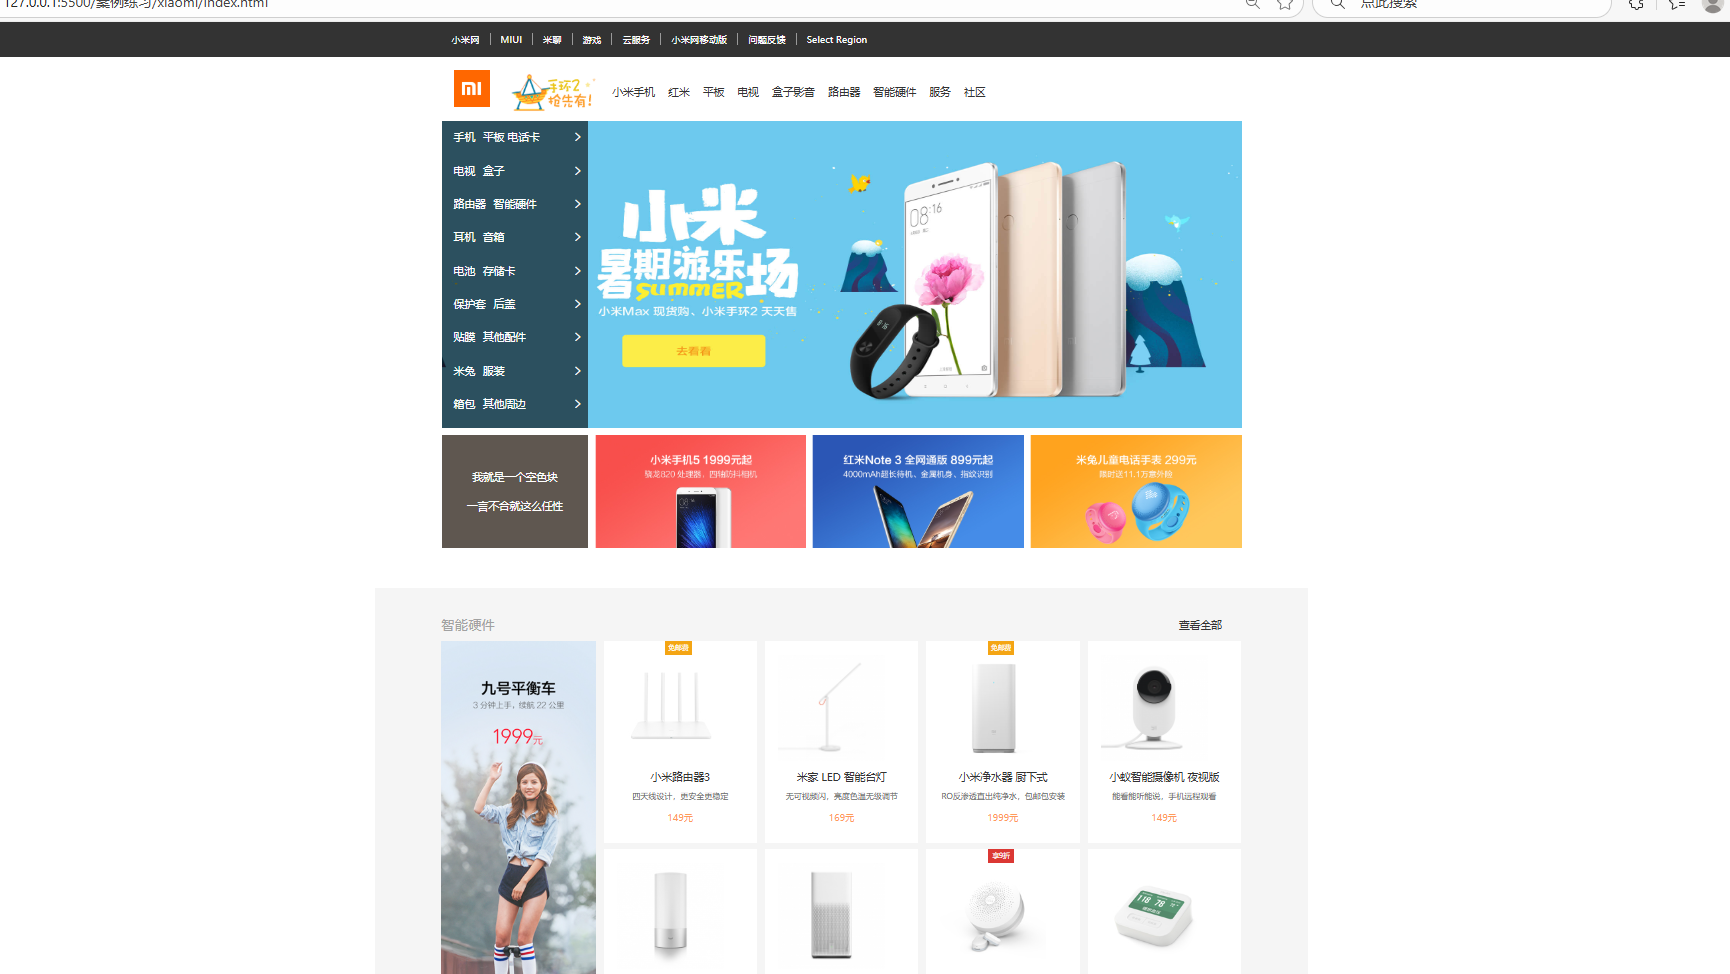 127.0.0.1:5500/案例练习/xiaomi/index.html
点此搜索
小米网 MIUI 米聊 游戏 云服务 小米网移动版 问题反馈 Select Region
手环2
抢先有!
小米手机 红米 平板 电视 盒子影音 路由器 智能硬件 服务 社区
手机 平板 电话卡
电视 盒子
路由器 智能硬件
耳机 音箱
电池 存储卡
保护套 后盖
贴膜 其他配件
米兔 服装
箱包 其他周边
小米
暑期游乐场
SUMMER
小米Max 现货购、小米手环2 天天售
去看看
08:16
我就是一个空色块
一言不合就这么任性
小米手机5 1999元起
骁龙820 处理器，四轴防抖相机
红米Note 3 全网通版 899元起
4000mAh超长待机、金属机身、指纹识别
米兔儿童电话手表 299元
限时送11.1万意外险
智能硬件
查看全部
九号平衡车
3 分钟上手，续航 22 公里
1999元
免邮费
小米路由器3
四天线设计，更安全更稳定
149元
米家 LED 智能台灯
无可视频闪，亮度色温无级调节
169元
免邮费
小米净水器 厨下式
RO反渗透直出纯净水，包邮包安装
1999元
小蚁智能摄像机 夜视版
能看能听能说，手机远程观看
149元
享9折
118 78